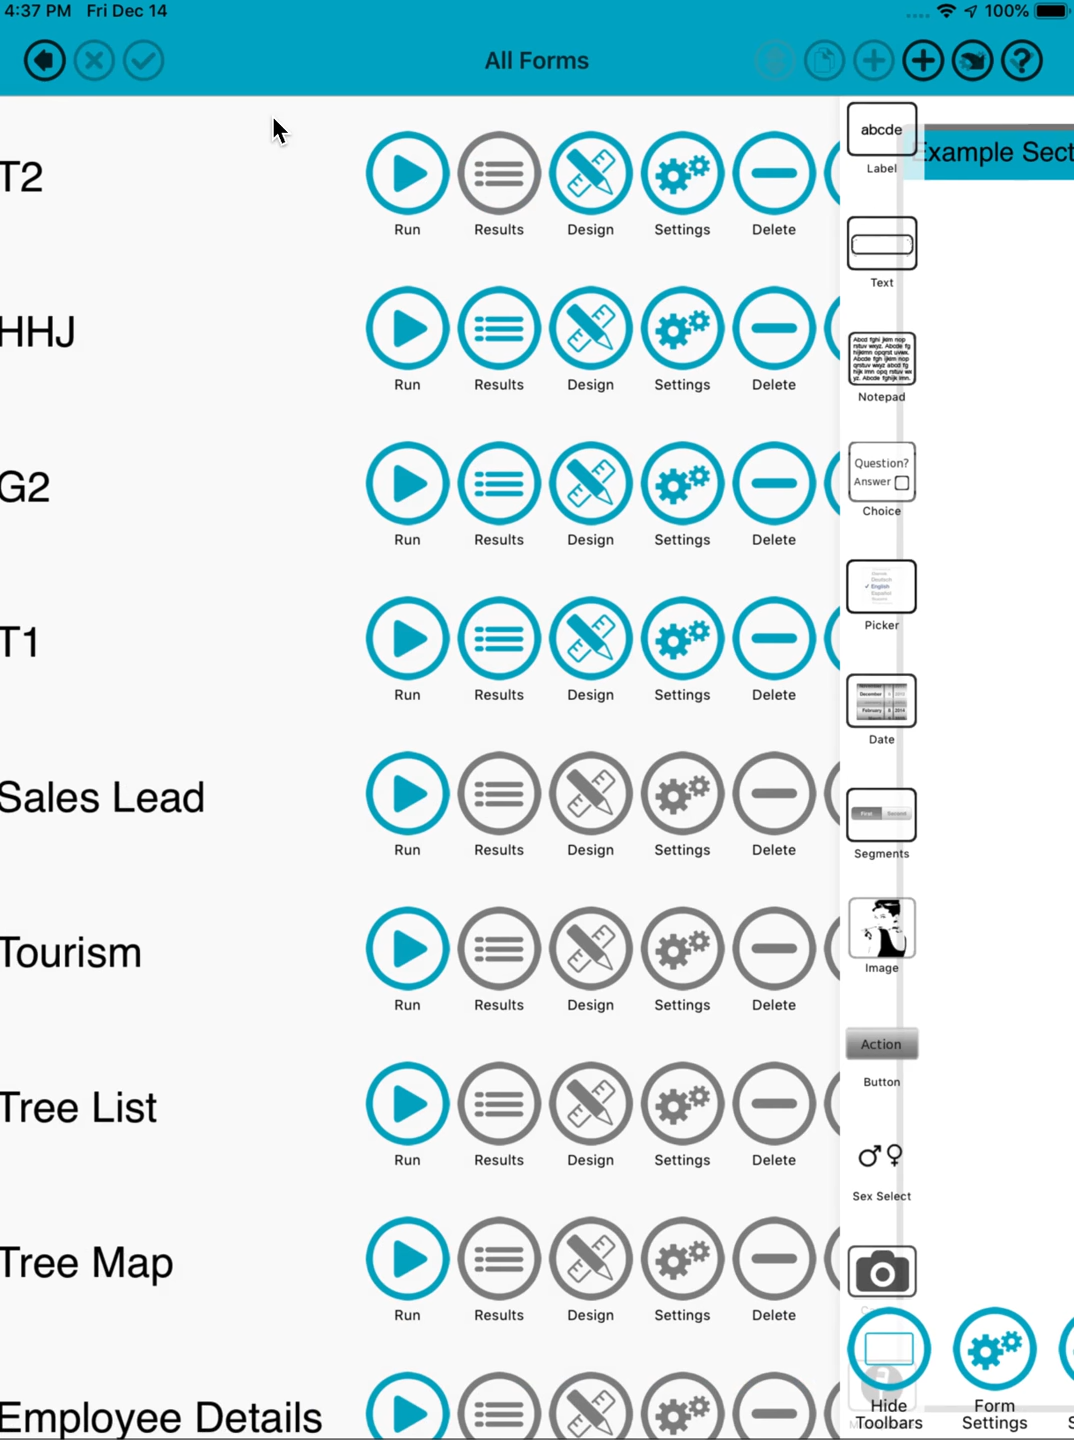 4:37 PM Fri Dec 14
100%
All Forms
T2
Run Results Design Settings Delete
HHJ
Run Results Design Settings Delete
G2
Run Results Design Settings Delete
T1
Run Results Design Settings Delete
Sales Lead
Run Results Design Settings Delete
Tourism
Run Results Design Settings Delete
Tree List
Run Results Design Settings Delete
Tree Map
Run Results Design Settings Delete
Employee Details
abcde
Label
Example Sect
Text
Notepad
Question?
Answer
Choice
English
Picker
Date
First Second
Segments
Image
Action
Button
Sex Select
Hide
Toolbars
Form
Settings